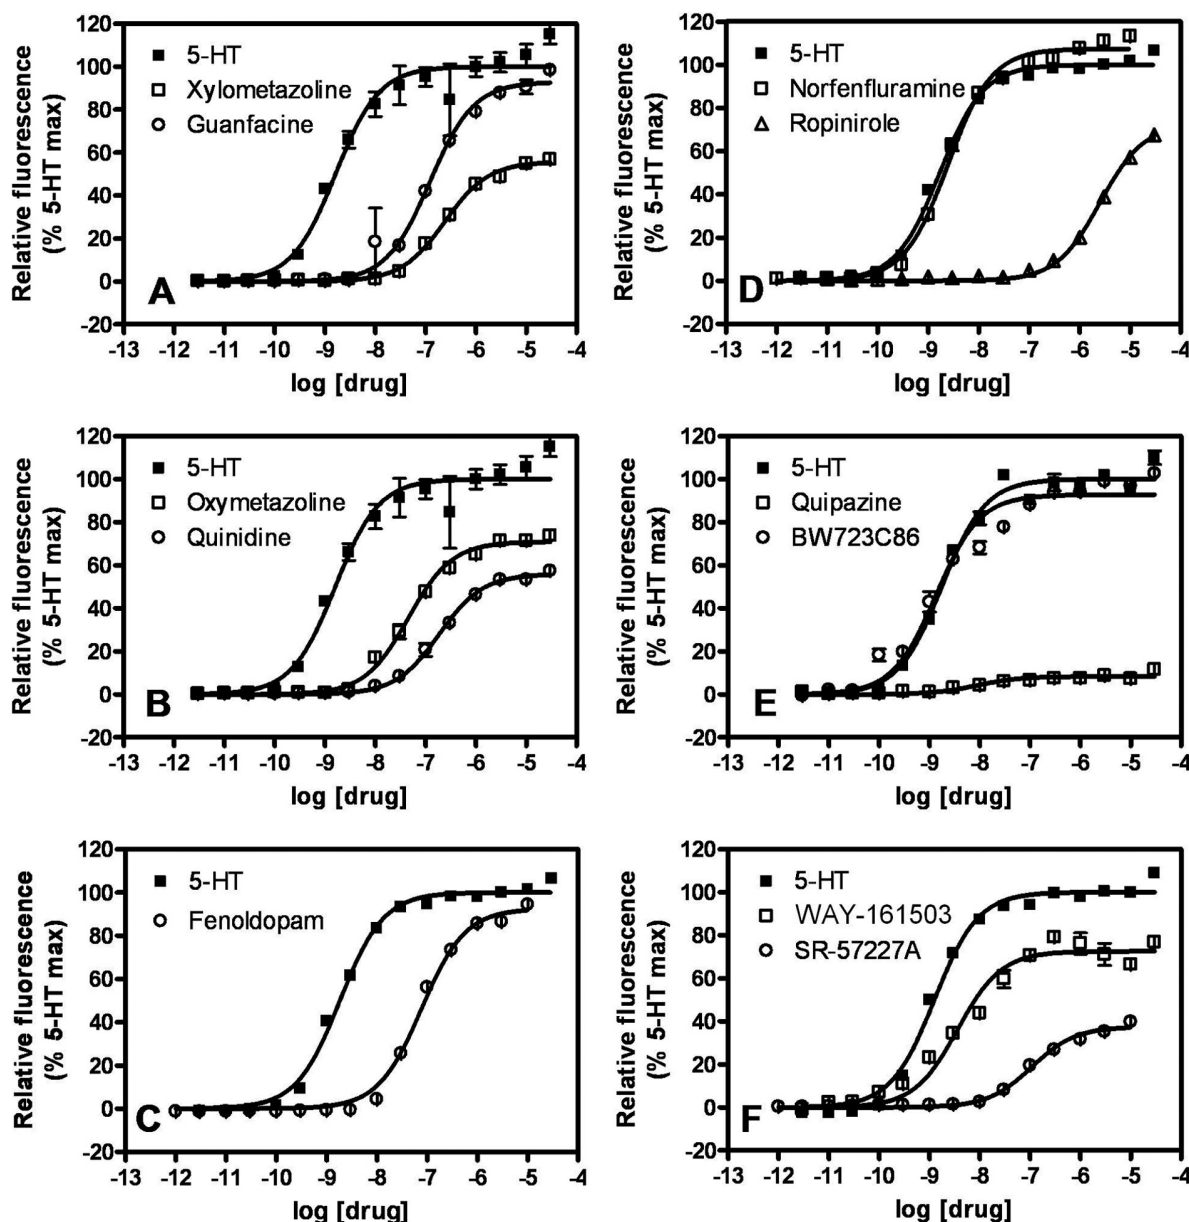 120
100
80
60
40
20
0
-20
Relative fluorescence
(% 5-HT max)
5-HT
Xylometazoline
Guanfacine
A
-13 -12 -11 -10 -9 -8 -7 -6 -5 -4
log [drug]
120
100
80
60
40
20
0
-20
Relative fluorescence
(% 5-HT max)
5-HT
Norfenfluramine
Ropinirole
D
-13 -12 -11 -10 -9 -8 -7 -6 -5 -4
log [drug]
120
100
80
60
40
20
0
-20
Relative fluorescence
(% 5-HT max)
5-HT
Oxymetazoline
Quinidine
B
-13 -12 -11 -10 -9 -8 -7 -6 -5 -4
log [drug]
120
100
80
60
40
20
0
-20
Relative fluorescence
(% 5-HT max)
5-HT
Quipazine
BW723C86
E
-13 -12 -11 -10 -9 -8 -7 -6 -5 -4
log [drug]
120
100
80
60
40
20
0
-20
Relative fluorescence
(% 5-HT max)
5-HT
Fenoldopam
C
-13 -12 -11 -10 -9 -8 -7 -6 -5 -4
log [drug]
120
100
80
60
40
20
0
-20
Relative fluorescence
(% 5-HT max)
5-HT
WAY-161503
SR-57227A
F
-13 -12 -11 -10 -9 -8 -7 -6 -5 -4
log [drug]